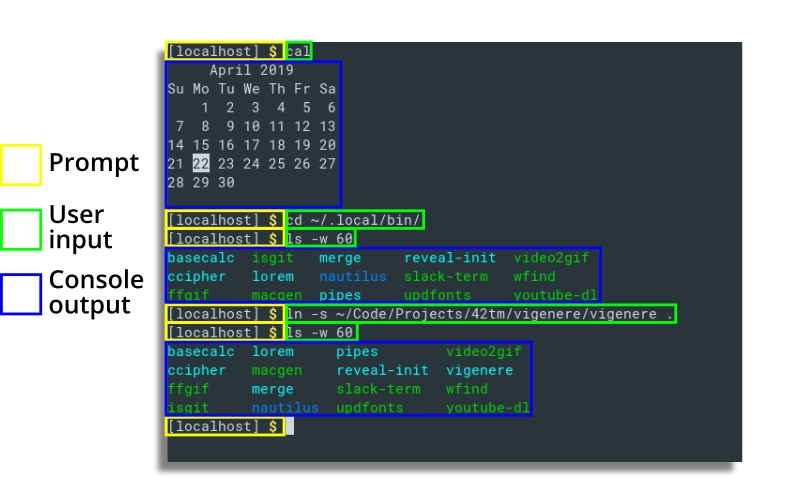 [localhost] $ cal
April 2019
Su Mo Tu We Th Fr Sa
1 2 3 4 5 6
7 8 9 10 11 12 13
14 15 16 17 18 19 20
21 22 23 24 25 26 27
28 29 30
[localhost] $ cd ~/.local/bin/
[localhost] $ ls -w 60
basecalc isgit merge reveal-init video2gif
ccipher lorem nautilus slack-term wfind
ffgif macgen pipes updfonts youtube-dl
[localhost] $ ln -s ~/Code/Projects/42tm/vigenere/vigenere .
[localhost] $ ls -w 60
basecalc lorem pipes video2gif
ccipher macgen reveal-init vigenere
ffgif merge slack-term wfind
isgit nautilus updfonts youtube-dl
[localhost] $
Prompt
User
input
Console
output